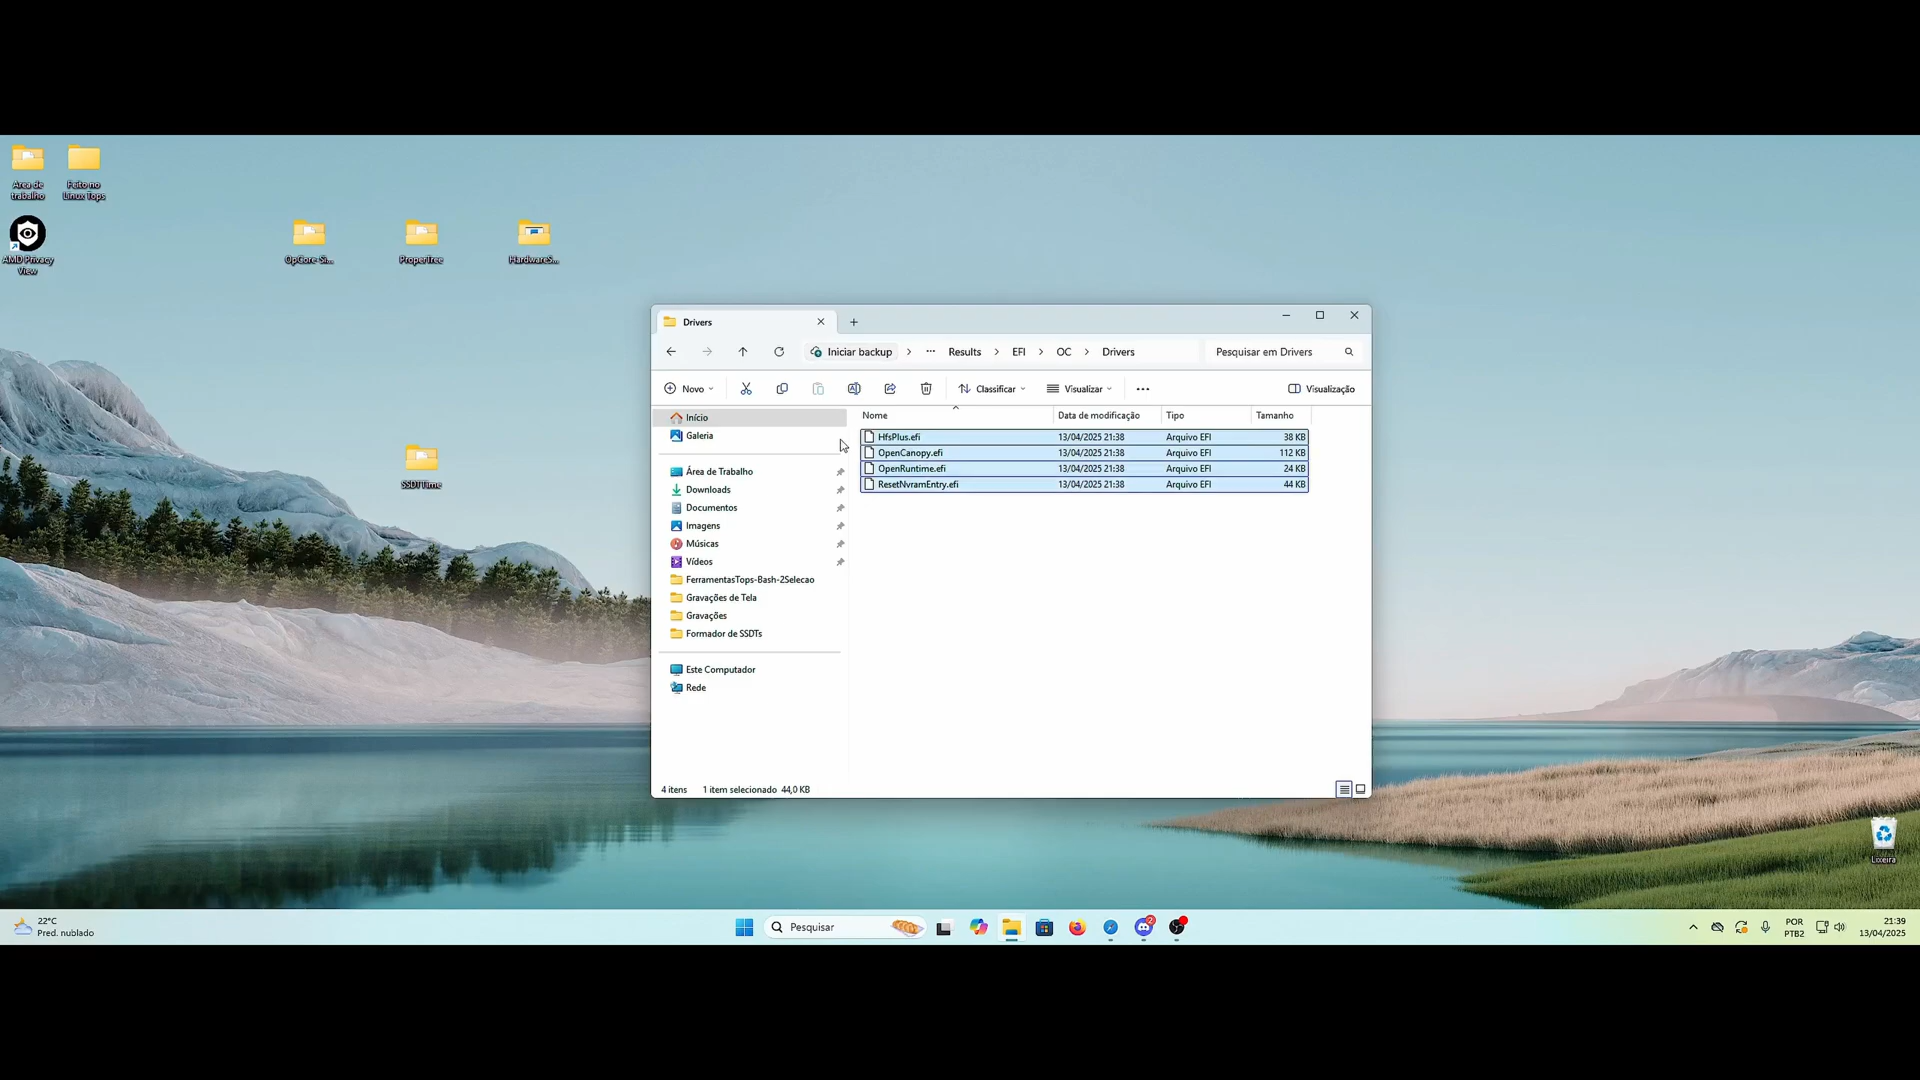 Área de trabalho
Feito no Linux Tops
AMD Privacy View
OpCore-Si...
ProperTree
HardwareS...
SSDTTime
Drivers
Iniciar backup
Results
EFI
OC
Drivers
Pesquisar em Drivers
Novo
Classificar
Visualizar
Visualização
Início
Galeria
Área de Trabalho
Downloads
Documentos
Imagens
Músicas
Vídeos
FerramentasTops-Bash-2Selecao
Gravações de Tela
Gravações
Formador de SSDTs
Este Computador
Rede
Nome Data de modificação Tipo Tamanho
HfsPlus.efi 13/04/2025 21:38 Arquivo EFI 38 KB
OpenCanopy.efi 13/04/2025 21:38 Arquivo EFI 112 KB
OpenRuntime.efi 13/04/2025 21:38 Arquivo EFI 24 KB
ResetNvramEntry.efi 13/04/2025 21:38 Arquivo EFI 44 KB
4 itens 1 item selecionado 44,0 KB
Lixeira
22°C
Pred. nublado
Pesquisar
2
POR
PTB2
21:39
13/04/2025